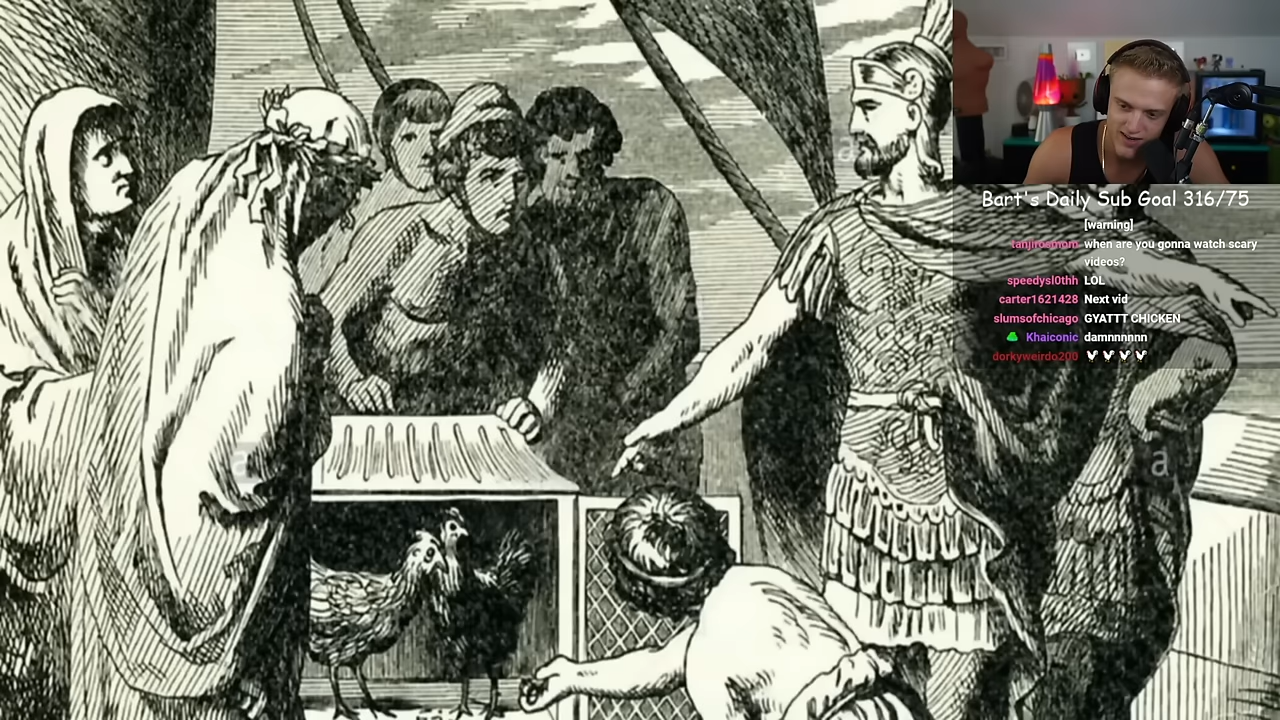 Bart's Daily Sub Goal 316/75
[warning]
tanjirosmom when are you gonna watch scary
videos?
speedysl0thh LOL
carter1621428 Next vid
slumsofchicago GYATTT CHICKEN
Khaiconic damnnnnnn
dorkyweirdo200
a
a
a